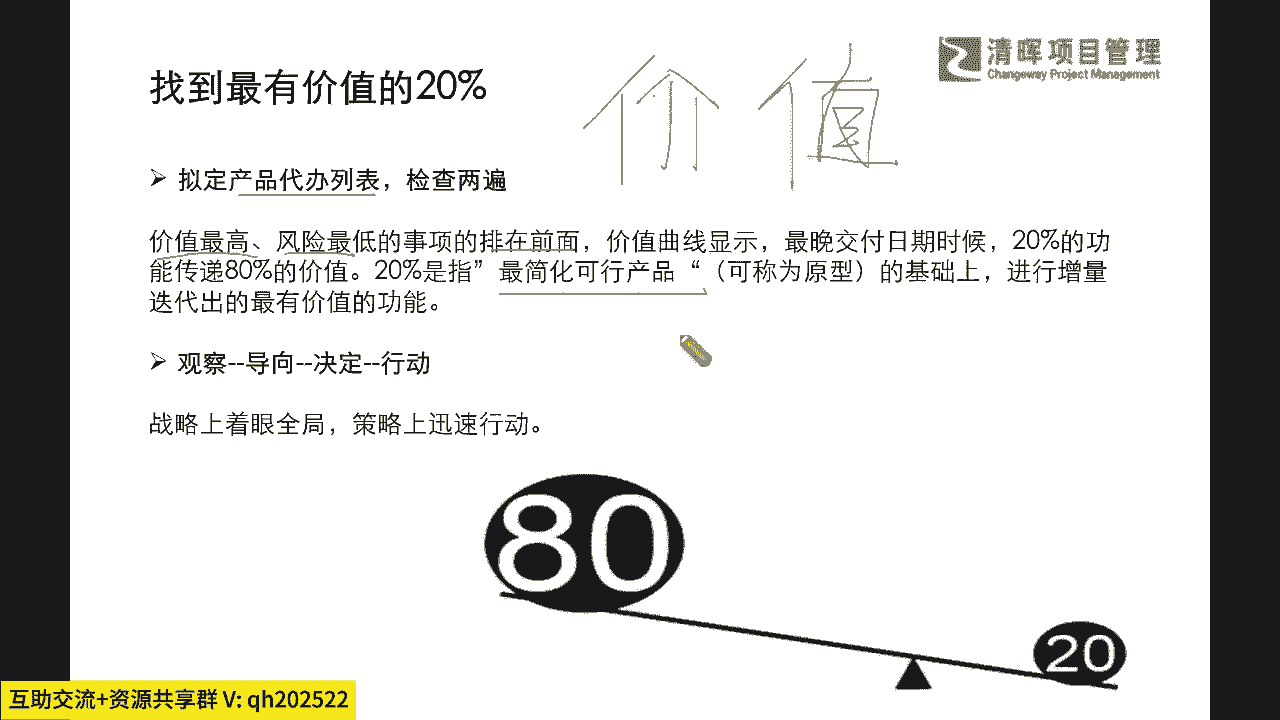 找到最有价值的20%
价值
清晖项目管理
Changeway Project Management
➢ 拟定产品代办列表，检查两遍
价值最高、风险最低的事项的排在前面，价值曲线显示，最晚交付日期时候，20%的功
能传递80%的价值。20%是指”最简化可行产品“（可称为原型）的基础上，进行增量
迭代出的最有价值的功能。
➢ 观察--导向--决定--行动
战略上着眼全局，策略上迅速行动。
80
20
互助交流+资源共享群 V: qh202522